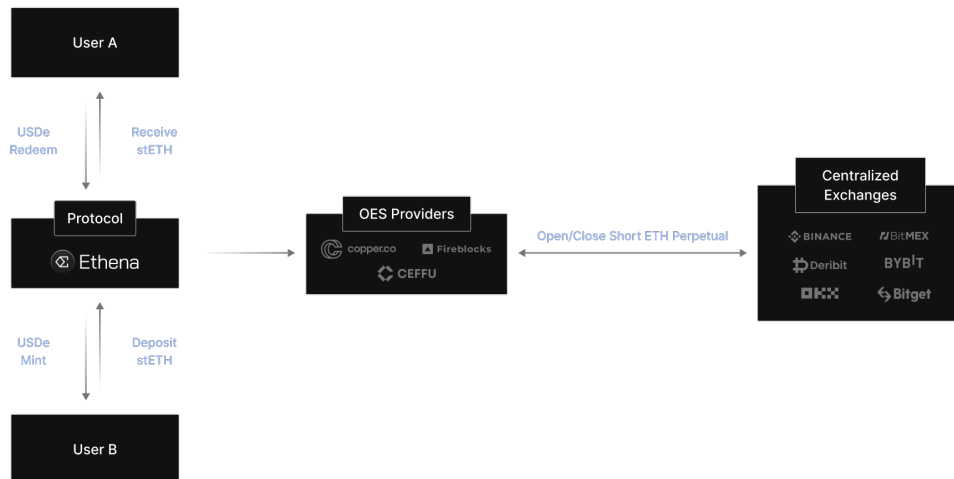 User A
USDe
Redeem
Receive
stETH
Protocol
Ethena
USDe
Mint
Deposit
stETH
User B
OES Providers
copper.co
Fireblocks
CEFFU
Open/Close Short ETH Perpetual
Centralized
Exchanges
BINANCE
BitMEX
Deribit
BYBIT
OKX
Bitget